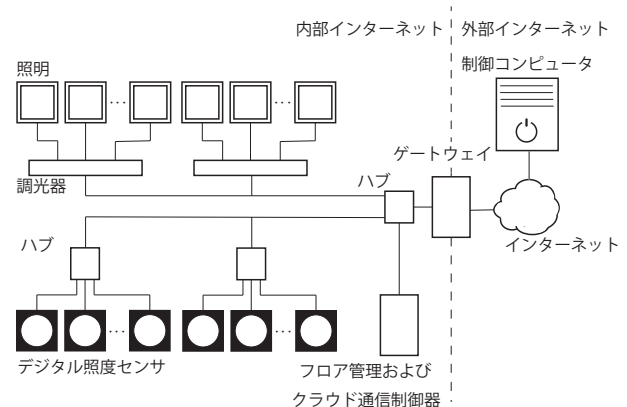 内部インターネット
外部インターネット
照明
制御コンピュータ
…
…
ゲートウェイ
調光器
ハブ
ハブ
インターネット
…
…
デジタル照度センサ
フロア管理および
クラウド通信制御器